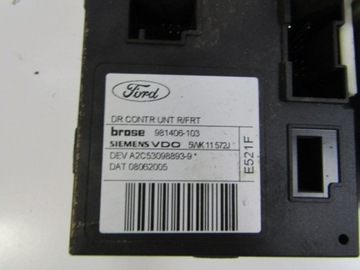 Ford
DR CONTR UNT R/FRT
brose 981406-103
SIEMENS VDO 5WK11572J
DEV A2C53098893-9 *
DAT 08062005
E521F